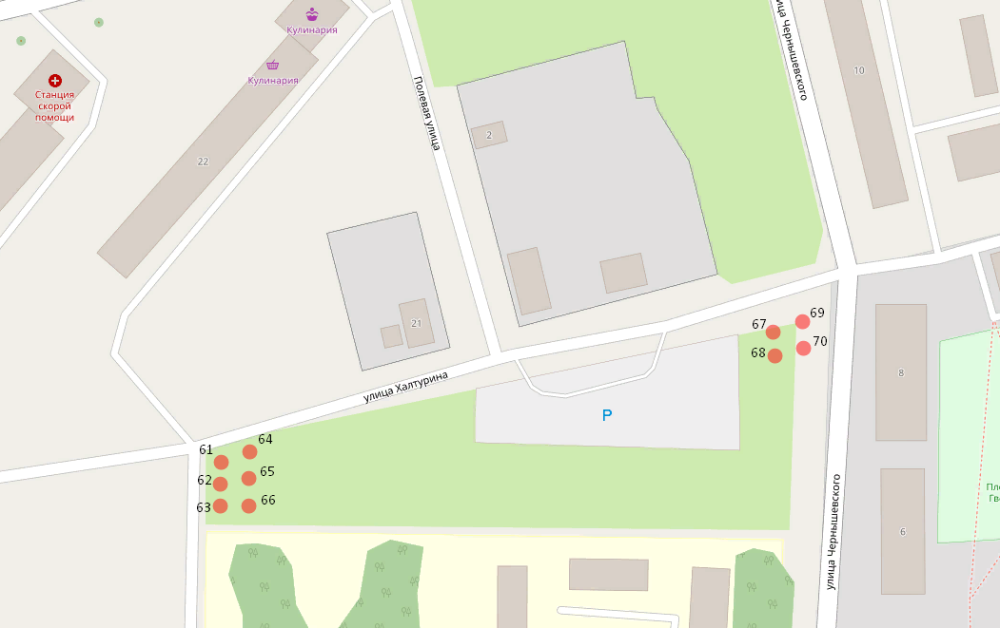 Кулинария
Кулинария
Станция
скорой
помощи
22
Полевая улица
2
улица Чернышевского
10
21
улица Халтурина
P
67
69
68
70
8
61
64
62
65
63
66
улица Чернышевского
6